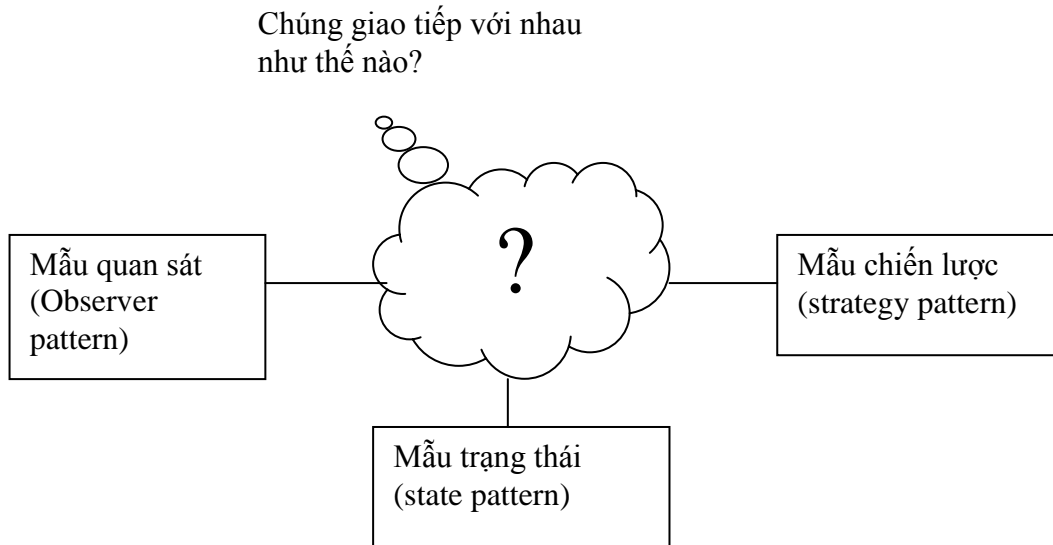 Chúng giao tiếp với nhau
như thế nào?
?
Mẫu quan sát
(Observer
pattern)
Mẫu chiến lược
(strategy pattern)
Mẫu trạng thái
(state pattern)